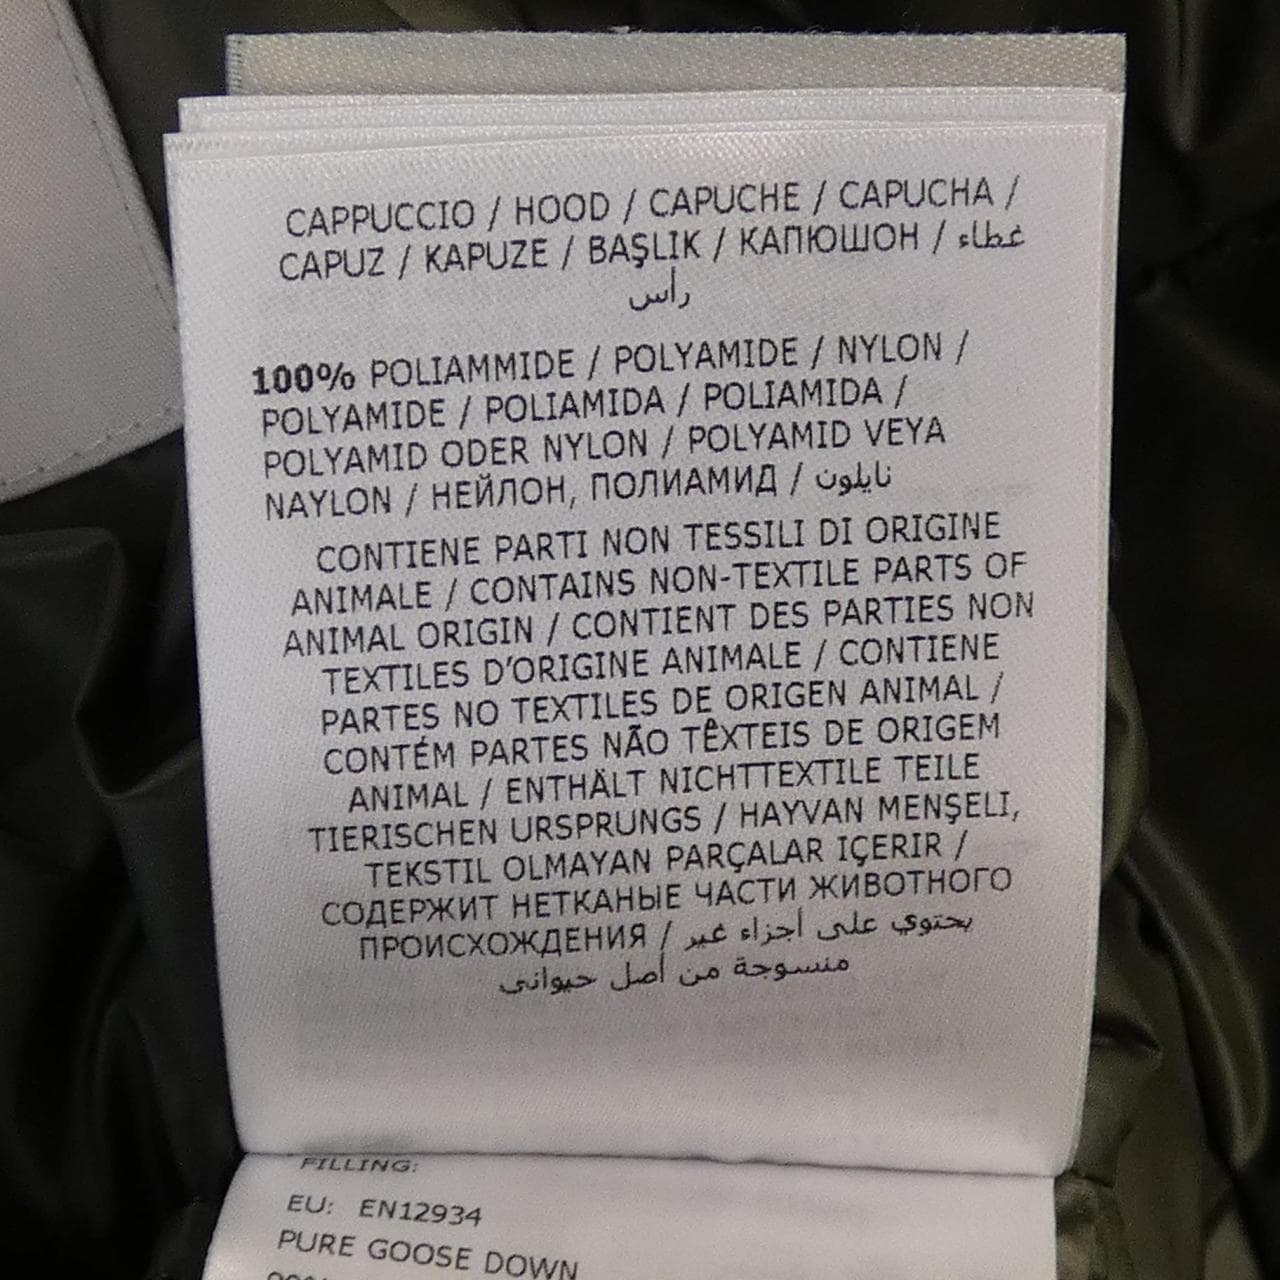 CAPPUCCIO / HOOD / CAPUCHE / CAPUCHA /
CAPUZ / KAPUZE / BAŞLIK / КАПЮШОН / غطاء
رأس
100% POLIAMMIDE / POLYAMIDE / NYLON /
POLYAMIDE / POLIAMIDA / POLIAMIDA /
POLYAMID ODER NYLON / POLYAMID VEYA
NAYLON / НЕЙЛОН, ПОЛИАМИД / نايلون
CONTIENE PARTI NON TESSILI DI ORIGINE
ANIMALE / CONTAINS NON-TEXTILE PARTS OF
ANIMAL ORIGIN / CONTIENT DES PARTIES NON
TEXTILES D’ORIGINE ANIMALE / CONTIENE
PARTES NO TEXTILES DE ORIGEN ANIMAL /
CONTÉM PARTES NÃO TÊXTEIS DE ORIGEM
ANIMAL / ENTHÄLT NICHTTEXTILE TEILE
TIERISCHEN URSPRUNGS / HAYVAN MENŞELİ,
TEKSTIL OLMAYAN PARÇALAR IÇERIR /
СОДЕРЖИТ НЕТКАНЫЕ ЧАСТИ ЖИВОТНОГО
ПРОИСХОЖДЕНИЯ / يحتوي على أجزاء غير
منسوجة من أصل حيواني
FILLING:
EU: EN12934
PURE GOOSE DOWN